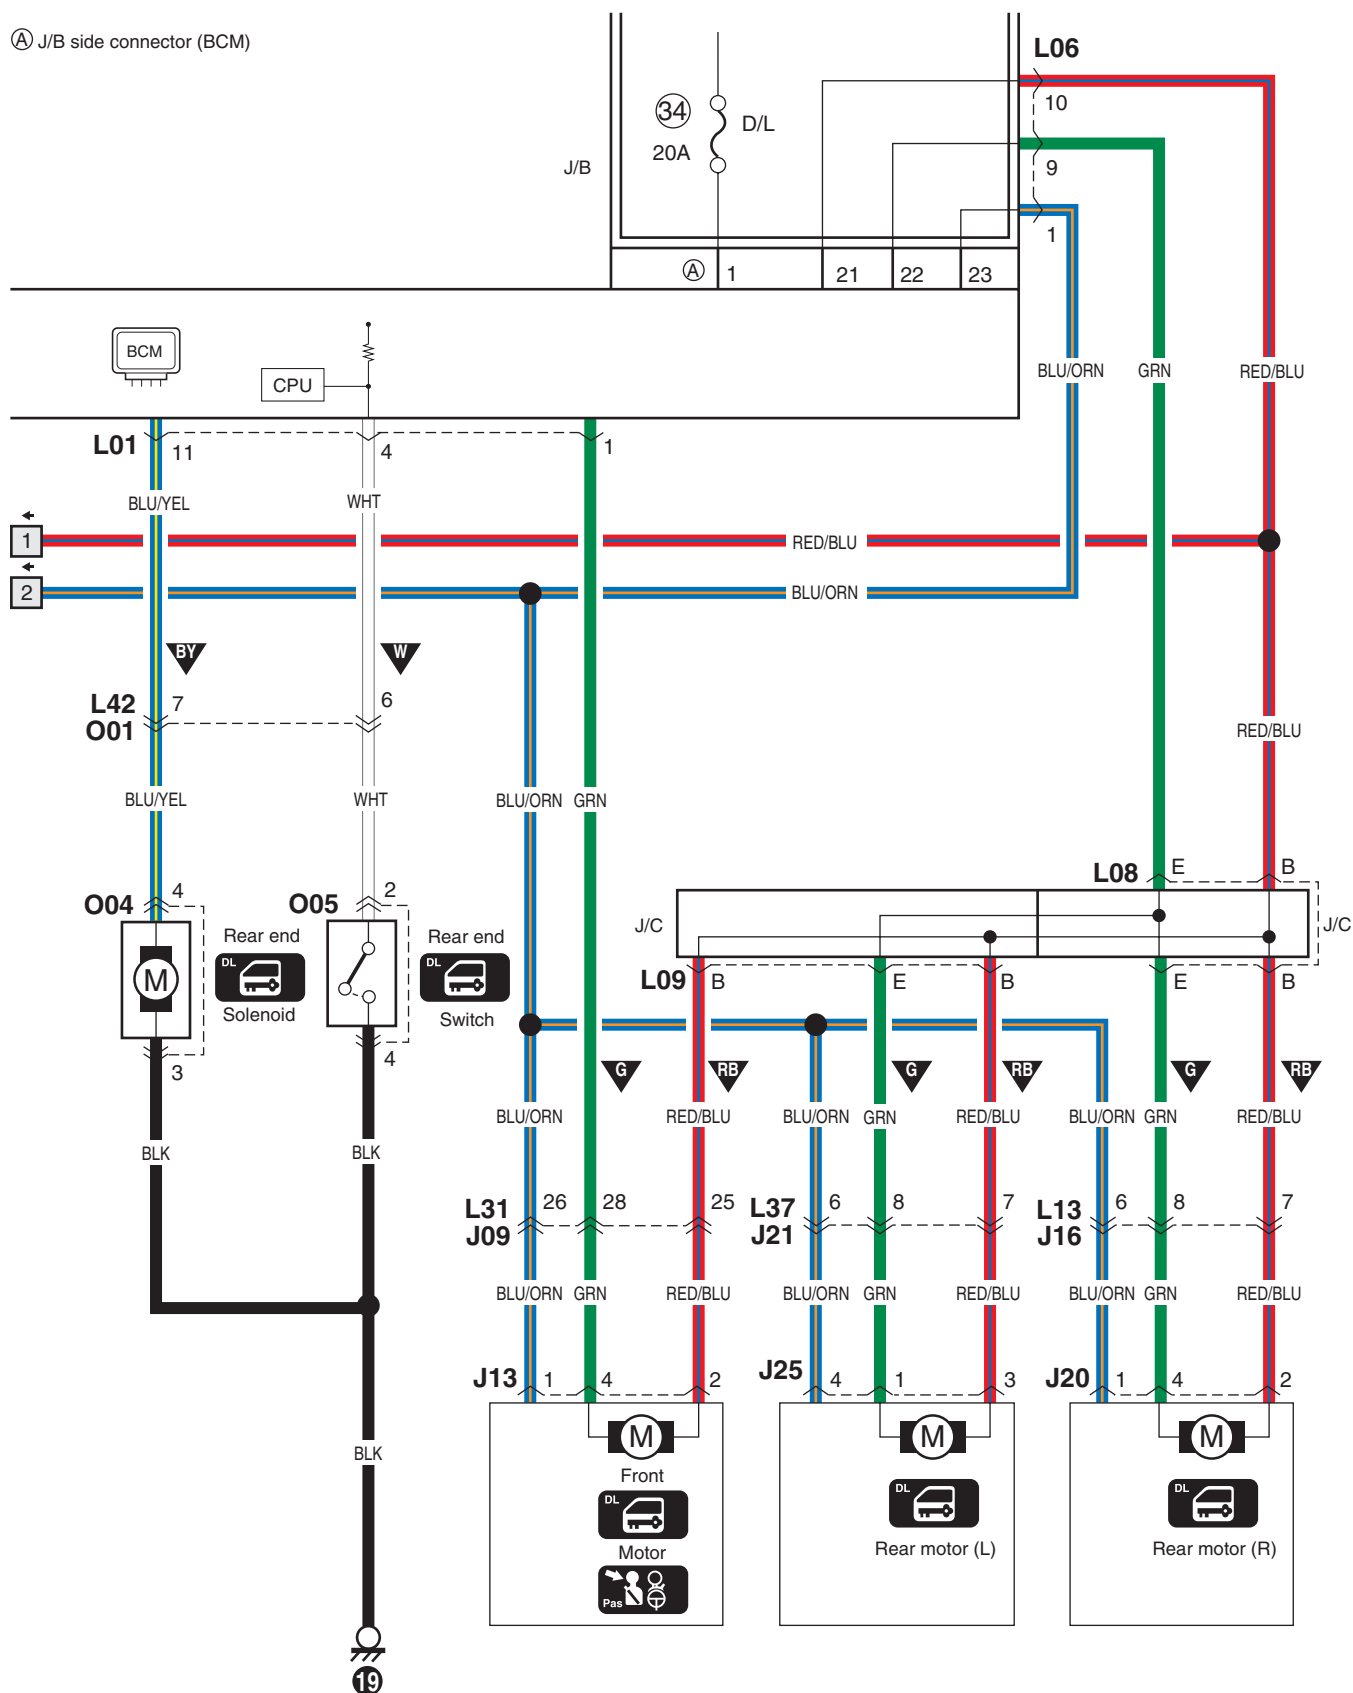 Ⓐ J/B side connector (BCM)
L06
10
34
20A
D/L
J/B
9
1
Ⓐ 1 21 22 23
BCM
CPU
BLU/ORN GRN RED/BLU
L01 11 4 1
BLU/YEL WHT
1 RED/BLU
2 BLU/ORN
BY W
L42 7 6
O01
RED/BLU
BLU/YEL WHT BLU/ORN GRN
L08 E B
O04 4 O05 2
J/C J/C
Rear end Rear end
DL DL
M
Solenoid Switch
L09 B E B E B
3 4
G RB G RB G RB
BLU/ORN RED/BLU BLU/ORN GRN RED/BLU BLU/ORN GRN RED/BLU
BLK BLK
L31 26 28 25 L37 6 8 7 L13 6 8 7
J09 J21 J16
BLU/ORN GRN RED/BLU BLU/ORN GRN RED/BLU BLU/ORN GRN RED/BLU
J13 1 4 2 J25 4 1 3 J20 1 4 2
M M M
BLK
Front
DL DL DL
Motor Rear motor (L) Rear motor (R)
Pas
19